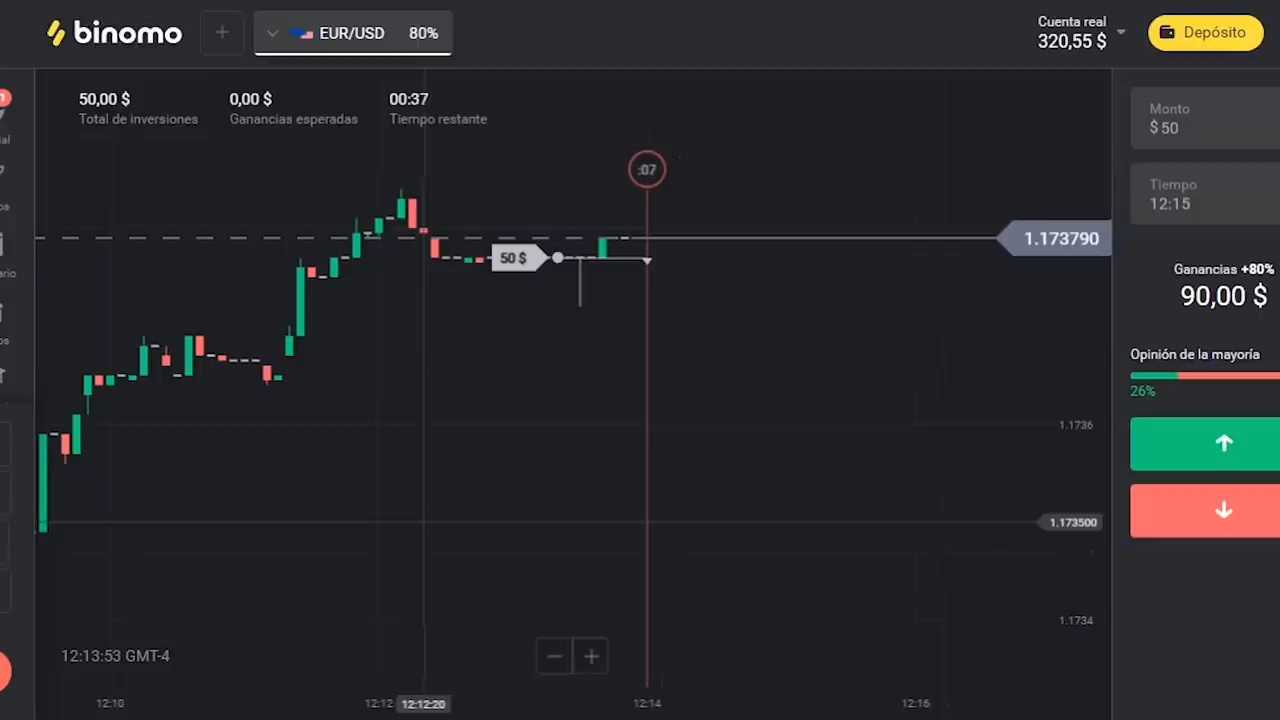 binomo
+
EUR/USD 80%
Cuenta real
320,55 $
Depósito
50,00 $
Total de inversiones
0,00 $
Ganancias esperadas
00:37
Tiempo restante
:07
50 $
1.173790
1.1736
1.173500
1.1734
Monto
$ 50
Tiempo
12:15
Ganancias +80%
90,00 $
Opinión de la mayoría
26%
12:13:53 GMT-4
12:10
12:12
12:12:20
12:14
12:16